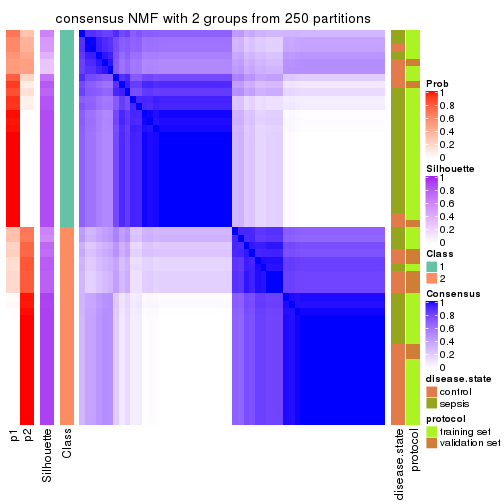 consensus NMF with 2 groups from 250 partitions
Prob
1
0.8
0.6
0.4
0.2
0
Silhouette
1
0.8
0.6
0.4
0.2
0
Class
1
2
Consensus
1
0.8
0.6
0.4
0.2
0
disease.state
control
sepsis
protocol
training set
validation set
p1
p2
Silhouette
Class
disease.state
protocol